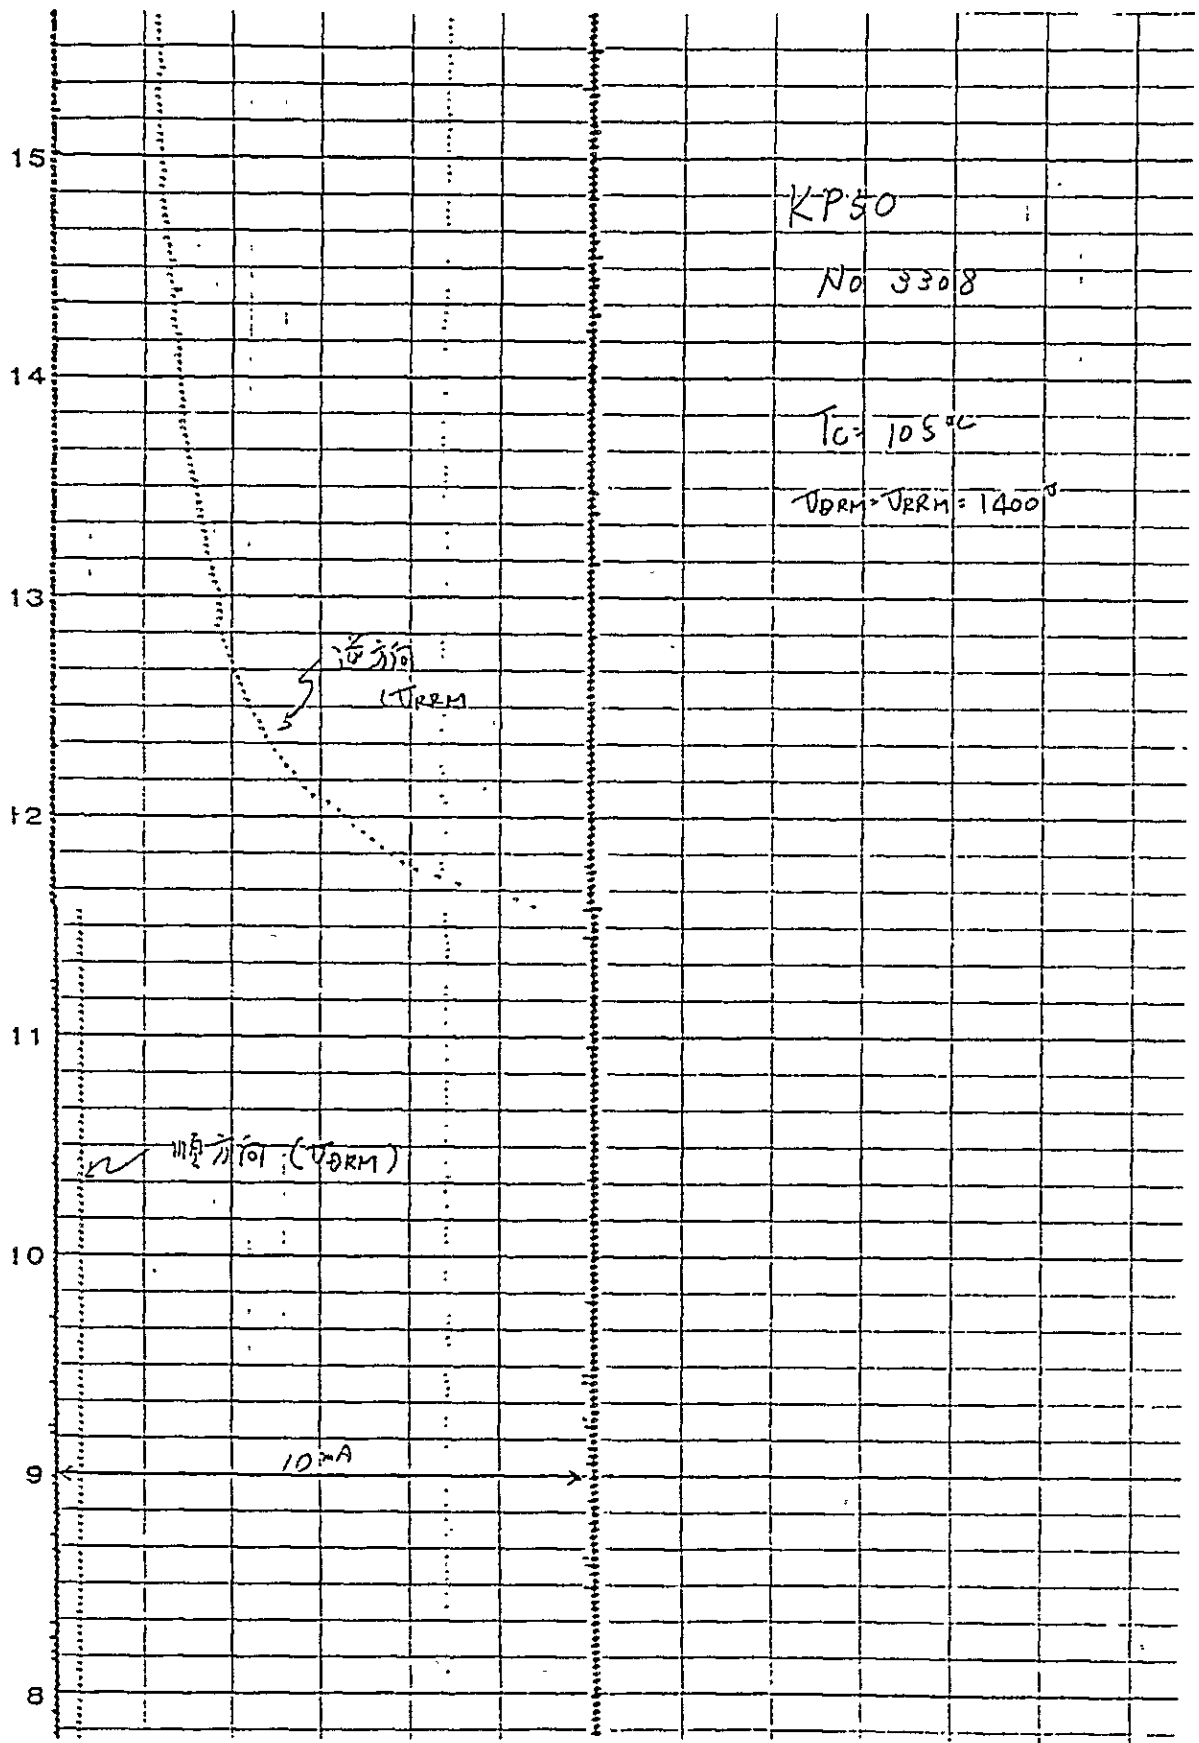 15
KP50
No 3308
14
Tc= 105°C
VDRM=VRRM=1400V
13
逆方向
(VRRM
12
11
順方向 (VDRM)
10
10mA
9
8